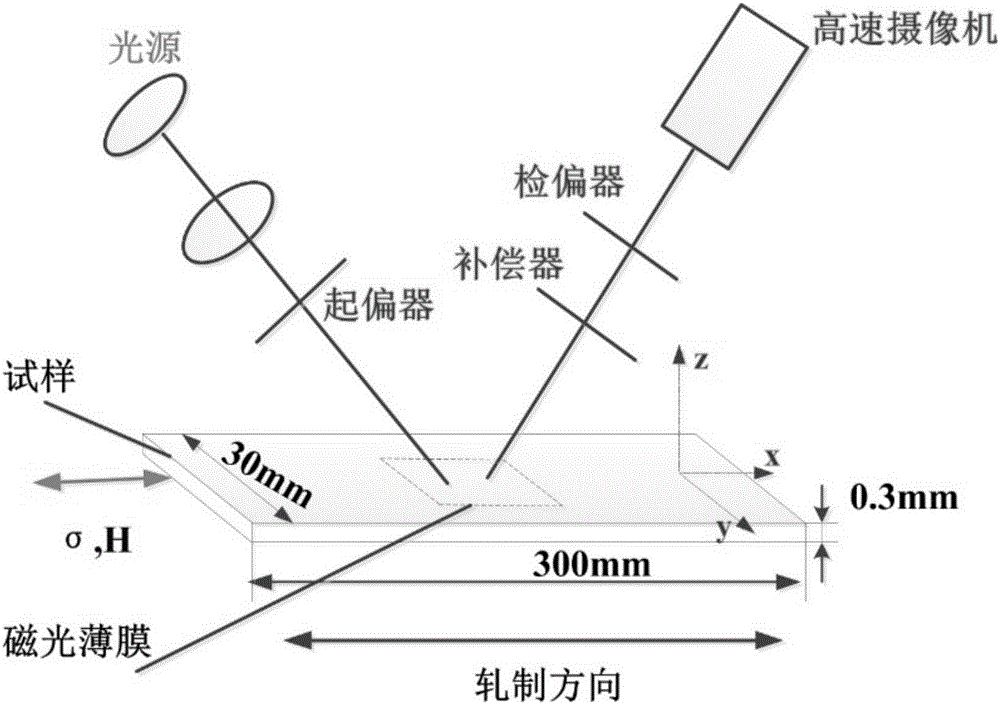 高速摄像机
光源
检偏器
补偿器
起偏器
试样
z
x
y
30mm
0.3mm
σ,H
300mm
磁光薄膜
轧制方向